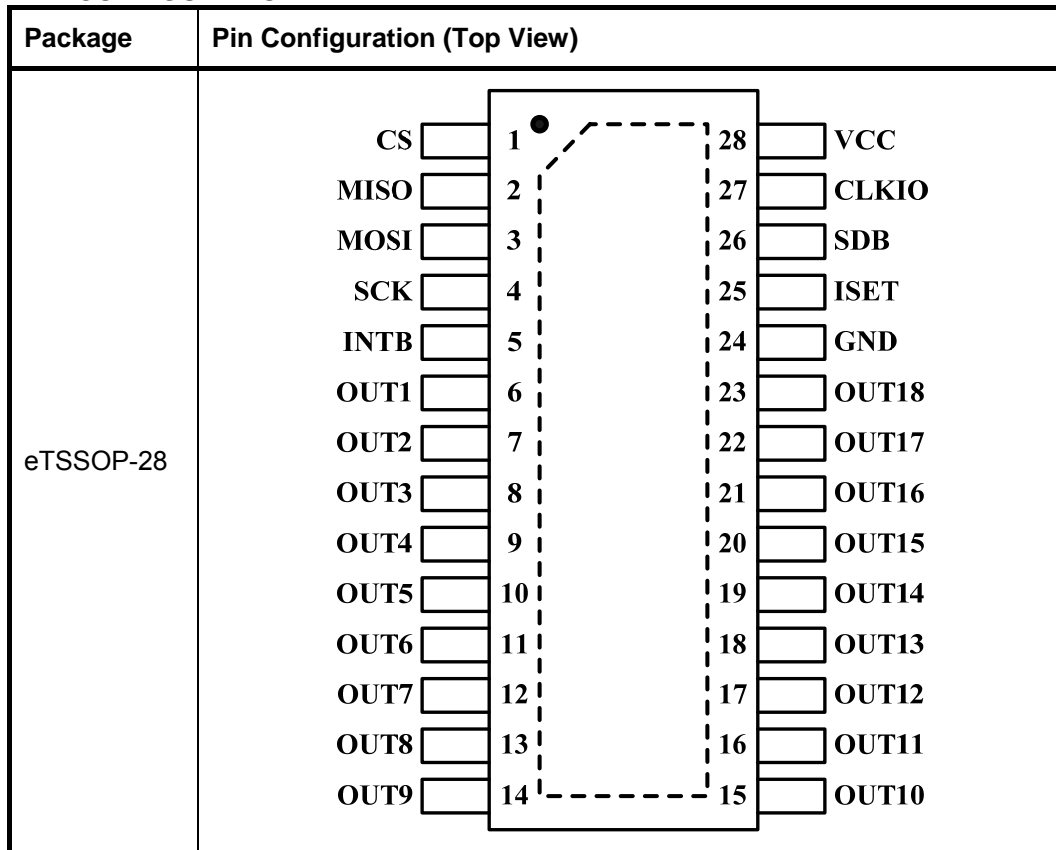 Package Pin Configuration (Top View)
eTSSOP-28
CS 1 28 VCC
MISO 2 27 CLKIO
MOSI 3 26 SDB
SCK 4 25 ISET
INTB 5 24 GND
OUT1 6 23 OUT18
OUT2 7 22 OUT17
OUT3 8 21 OUT16
OUT4 9 20 OUT15
OUT5 10 19 OUT14
OUT6 11 18 OUT13
OUT7 12 17 OUT12
OUT8 13 16 OUT11
OUT9 14 15 OUT10